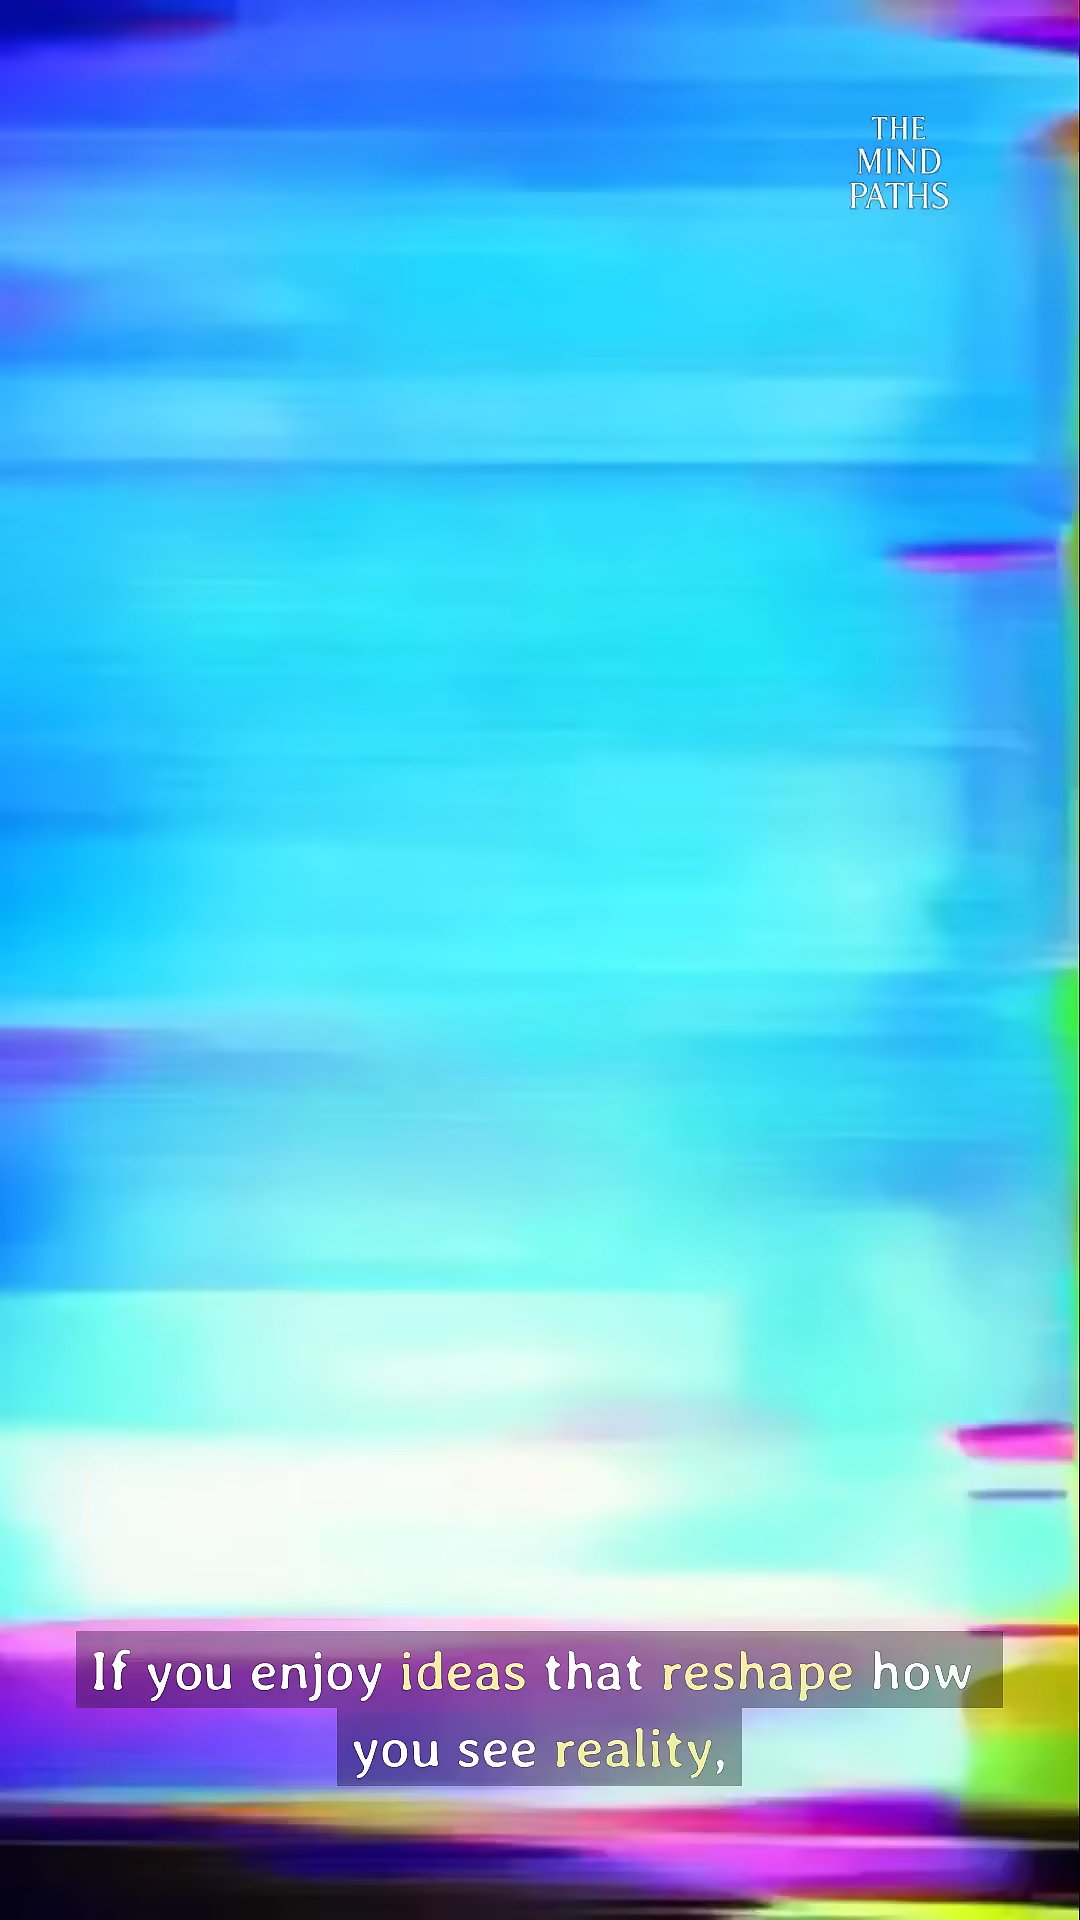 THE
MIND
PATHS
If you enjoy ideas that reshape how
you see reality,